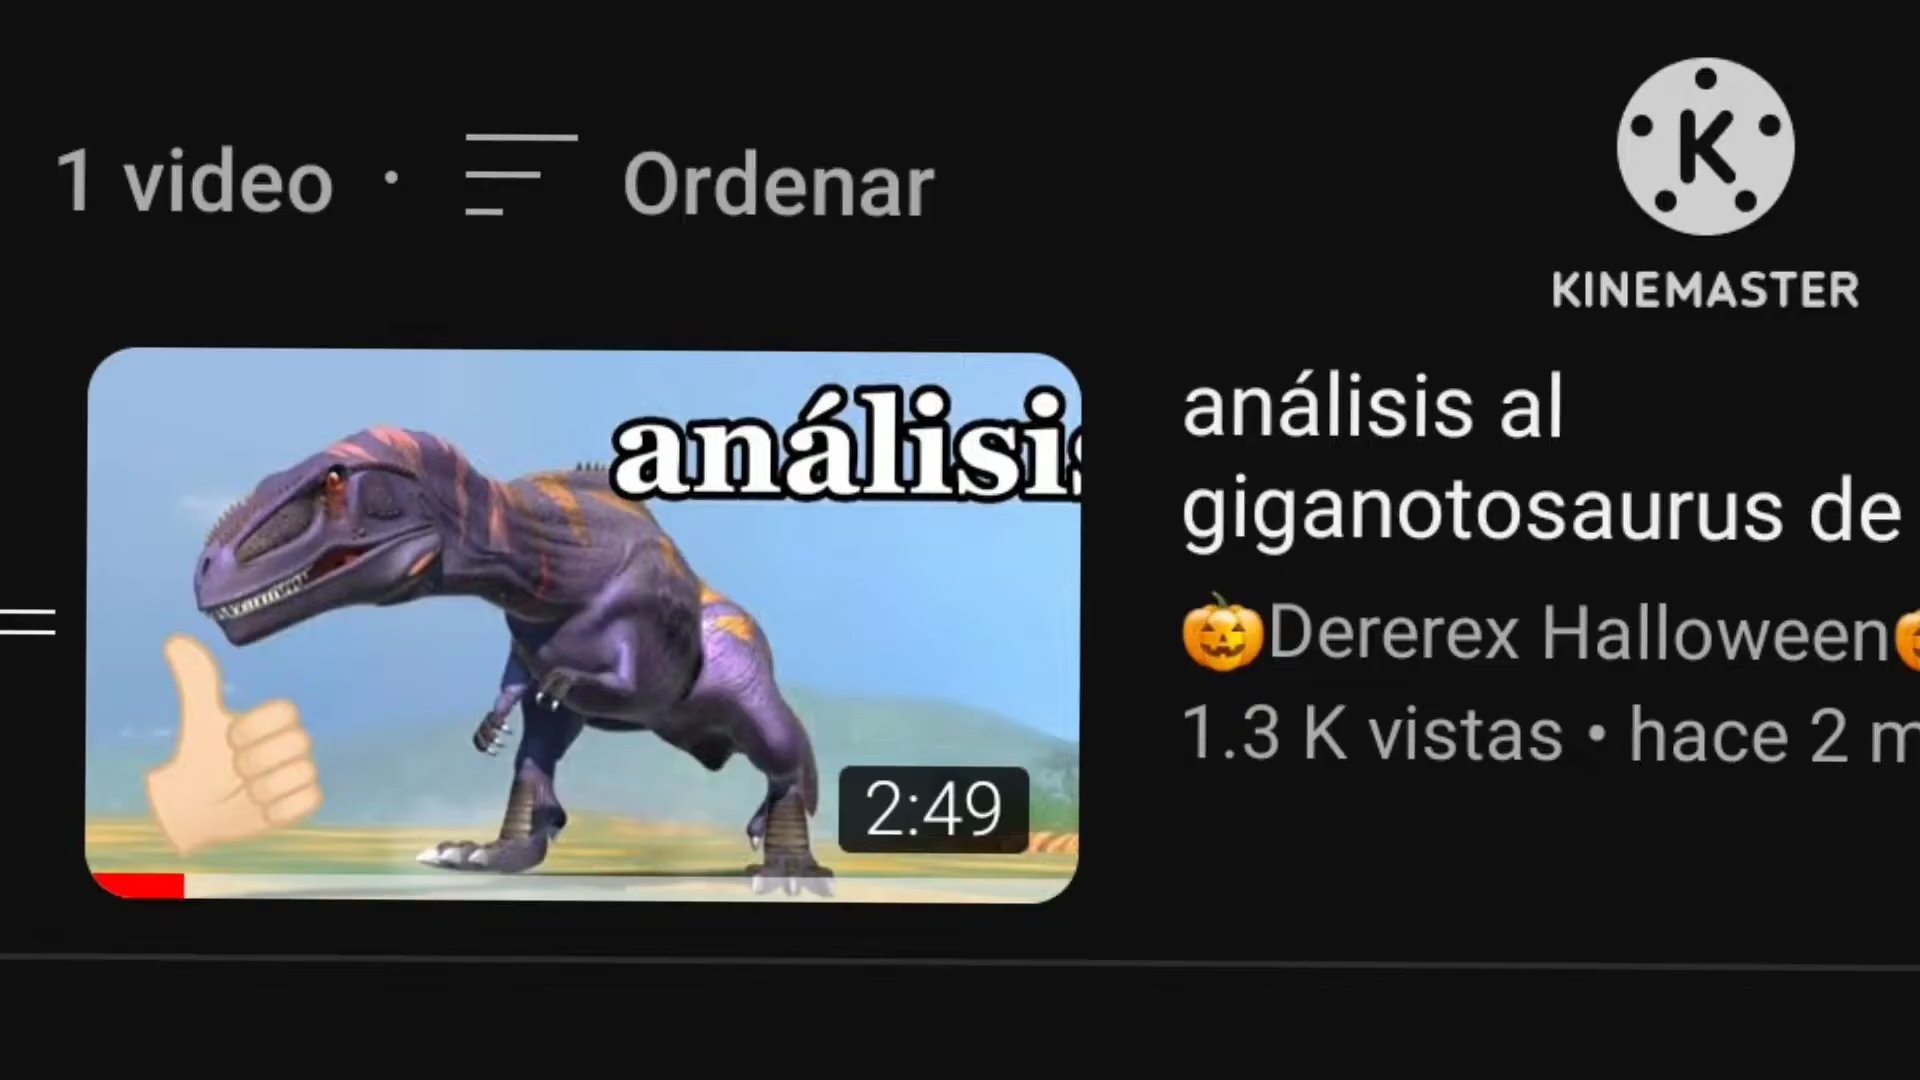 1 video · Ordenar
K
KINEMASTER
análisis
2:49
análisis al
giganotosaurus de
🎃Dererex Halloween🎃
1.3 K vistas • hace 2 m